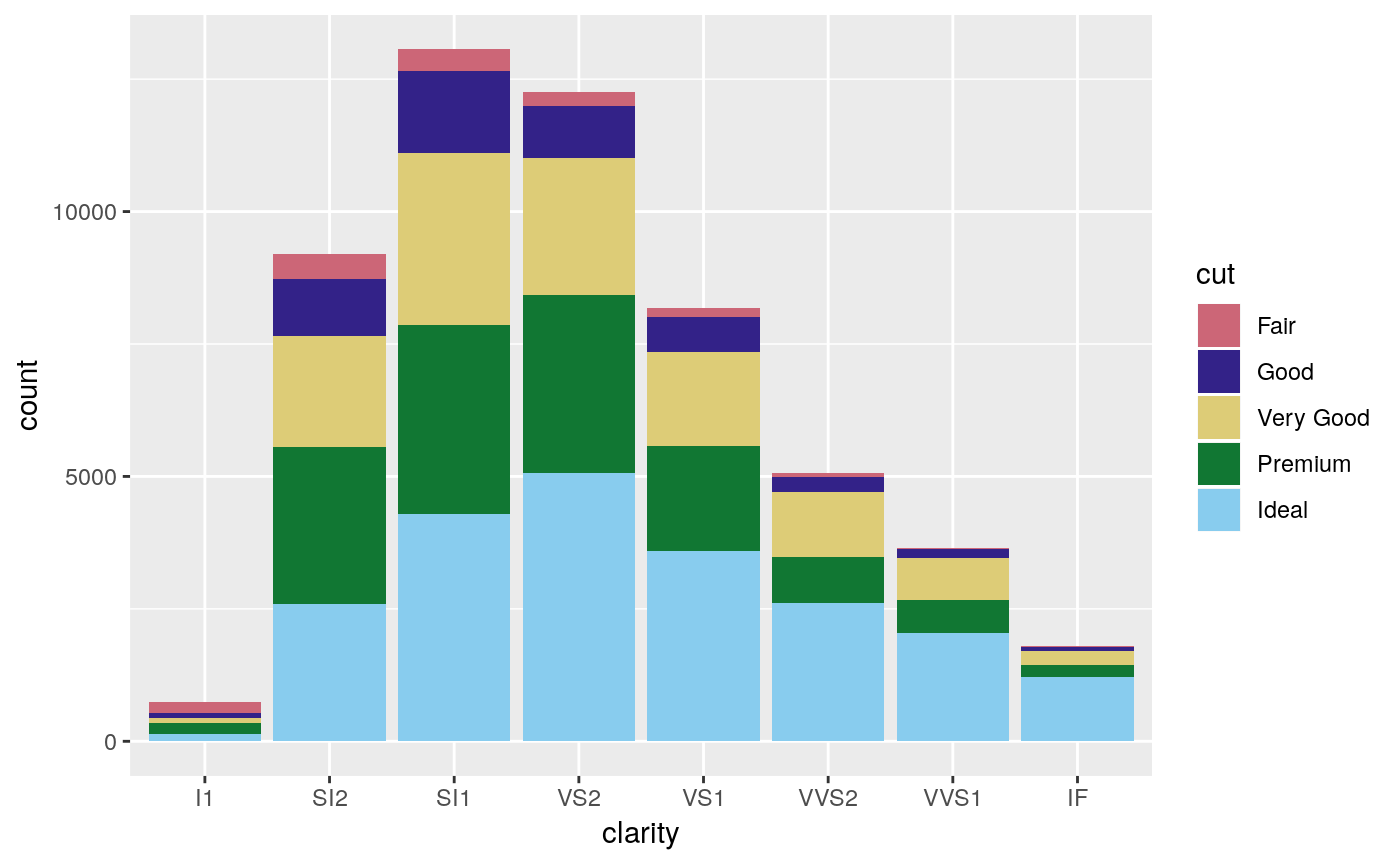 count
10000
5000
0
I1 SI2 SI1 VS2 VS1 VVS2 VVS1 IF
clarity
cut
Fair
Good
Very Good
Premium
Ideal